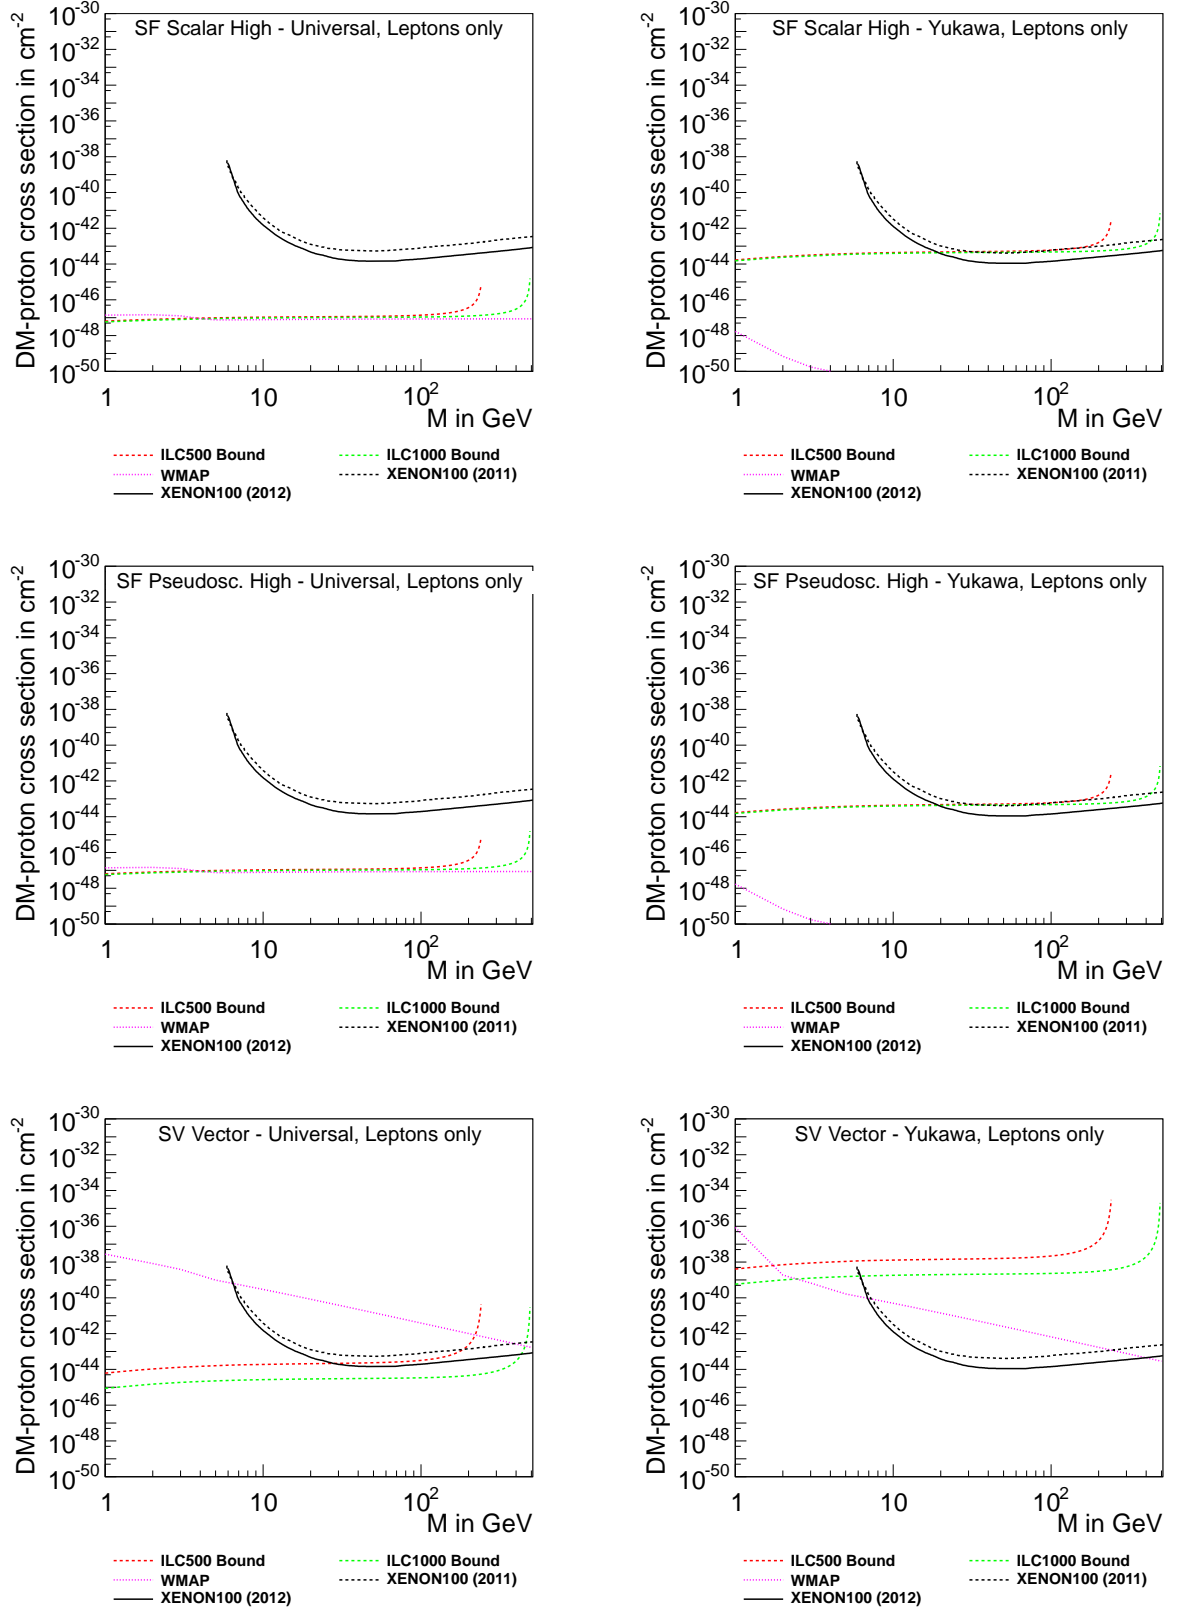 SF Scalar High - Universal, Leptons only
DM-proton cross section in cm-2
10-30
10-32
10-34
10-36
10-38
10-40
10-42
10-44
10-46
10-48
10-50
1 10 102
M in GeV
ILC500 Bound ILC1000 Bound
WMAP XENON100 (2011)
XENON100 (2012)
SF Scalar High - Yukawa, Leptons only
DM-proton cross section in cm-2
10-30
10-32
10-34
10-36
10-38
10-40
10-42
10-44
10-46
10-48
10-50
1 10 102
M in GeV
ILC500 Bound ILC1000 Bound
WMAP XENON100 (2011)
XENON100 (2012)
SF Pseudosc. High - Universal, Leptons only
DM-proton cross section in cm-2
10-30
10-32
10-34
10-36
10-38
10-40
10-42
10-44
10-46
10-48
10-50
1 10 102
M in GeV
ILC500 Bound ILC1000 Bound
WMAP XENON100 (2011)
XENON100 (2012)
SF Pseudosc. High - Yukawa, Leptons only
DM-proton cross section in cm-2
10-30
10-32
10-34
10-36
10-38
10-40
10-42
10-44
10-46
10-48
10-50
1 10 102
M in GeV
ILC500 Bound ILC1000 Bound
WMAP XENON100 (2011)
XENON100 (2012)
SV Vector - Universal, Leptons only
DM-proton cross section in cm-2
10-30
10-32
10-34
10-36
10-38
10-40
10-42
10-44
10-46
10-48
10-50
1 10 102
M in GeV
ILC500 Bound ILC1000 Bound
WMAP XENON100 (2011)
XENON100 (2012)
SV Vector - Yukawa, Leptons only
DM-proton cross section in cm-2
10-30
10-32
10-34
10-36
10-38
10-40
10-42
10-44
10-46
10-48
10-50
1 10 102
M in GeV
ILC500 Bound ILC1000 Bound
WMAP XENON100 (2011)
XENON100 (2012)